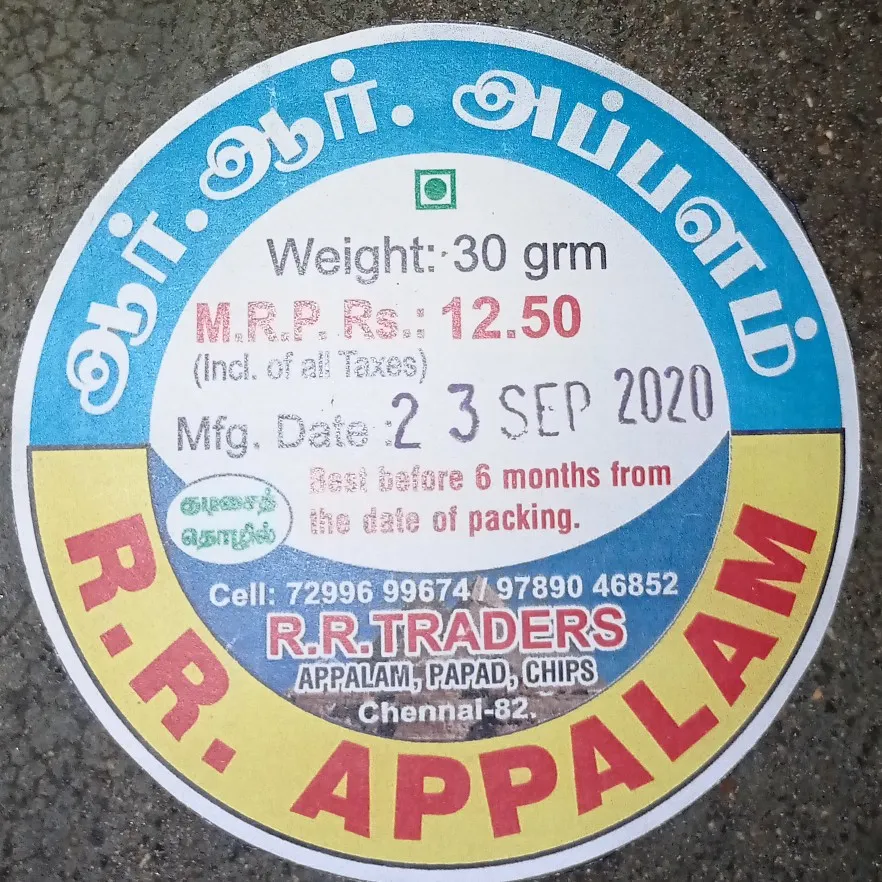 ஆர்.ஆர். அப்பளம்
Weight: 30 grm
M.R.P. Rs.: 12.50
(Incl. of all Taxes)
Mfg. Date : 23 SEP 2020
Best before 6 months from
the date of packing.
குடிசைத்
தொழில்
Cell: 72996 99674 / 97890 46852
R.R.TRADERS
APPALAM, PAPAD, CHIPS
Chennai-82.
R.R. APPALAM